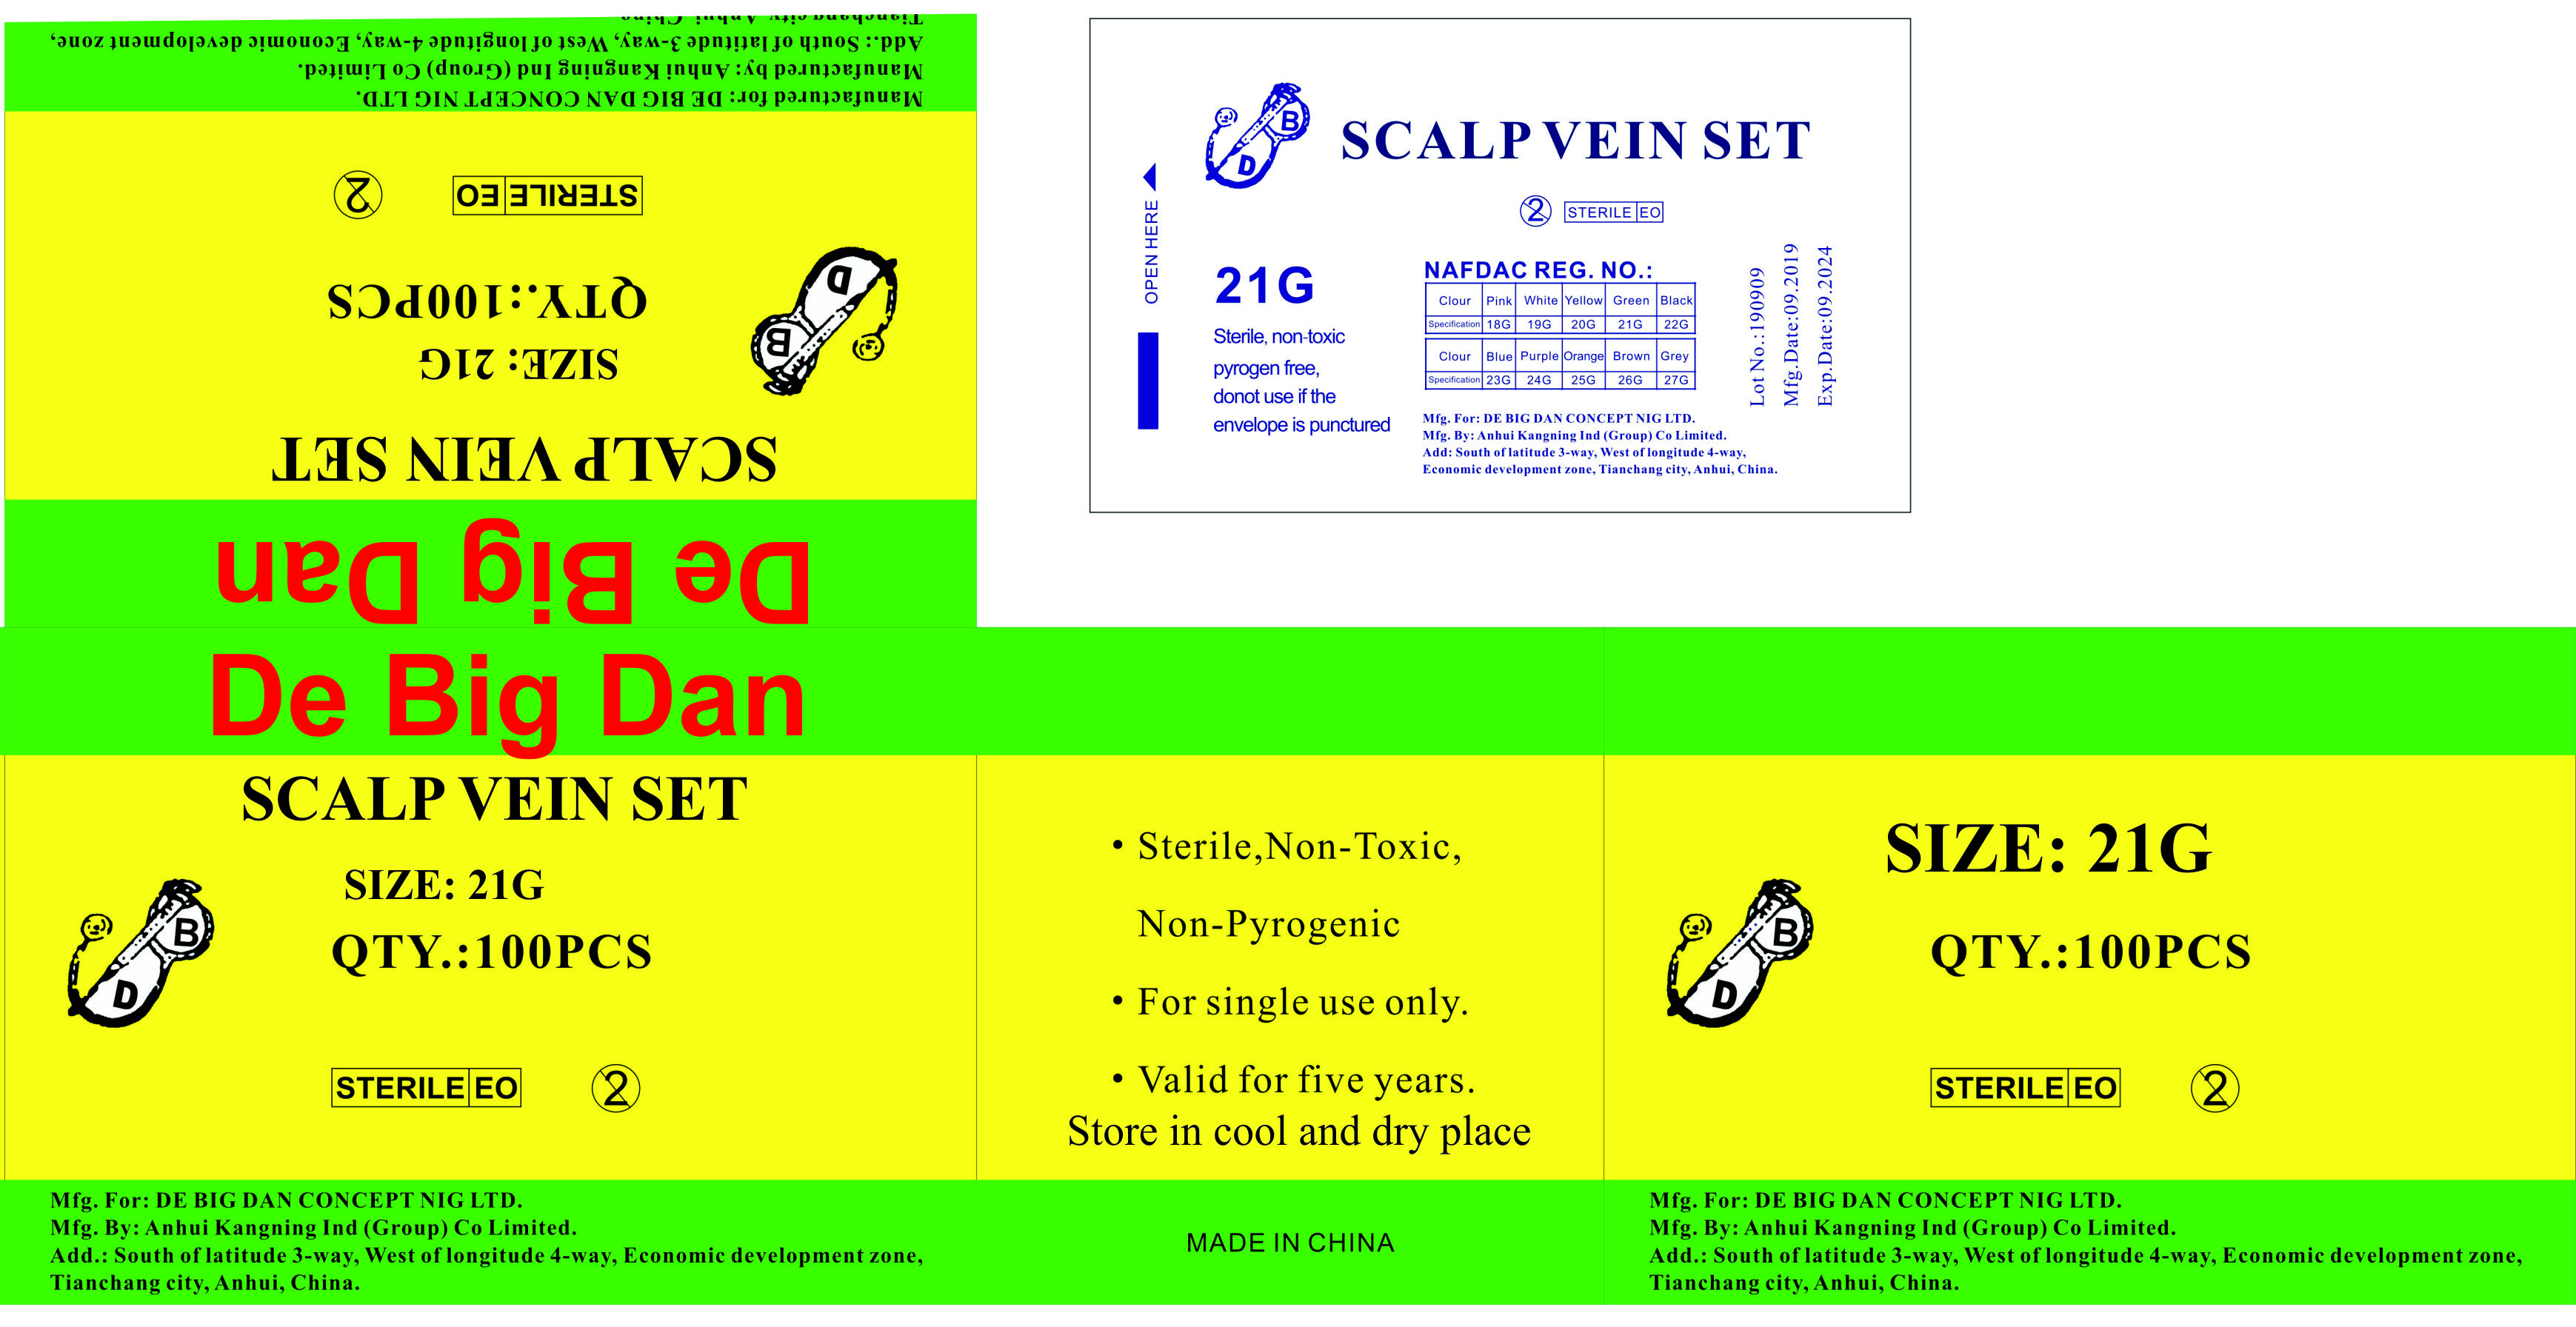 Manufactured for: DE BIG DAN CONCEPT NIG LTD.
Manufactured by: Anhui Kangning Ind (Group) Co Limited.
Add.: South of latitude 3-way, West of longitude 4-way, Economic development zone,
Tianchang city, Anhui, China.
STERILE EO
2
QTY.:100PCS
SIZE: 21G
SCALP VEIN SET
B
D
De Big Dan
B
D
SCALP VEIN SET
2
STERILE EO
OPEN HERE
21G
Sterile, non-toxic
pyrogen free,
donot use if the
envelope is punctured
NAFDAC REG. NO.:
Clour Pink White Yellow Green Black
Specification 18G 19G 20G 21G 22G
Clour Blue Purple Orange Brown Grey
Specification 23G 24G 25G 26G 27G
Mfg. For: DE BIG DAN CONCEPT NIG LTD.
Mfg. By: Anhui Kangning Ind (Group) Co Limited.
Add: South of latitude 3-way, West of longitude 4-way,
Economic development zone, Tianchang city, Anhui, China.
Lot No.:190909
Mfg.Date:09.2019
Exp.Date:09.2024
De Big Dan
SCALP VEIN SET
SIZE: 21G
QTY.:100PCS
B
D
STERILE EO
2
Mfg. For: DE BIG DAN CONCEPT NIG LTD.
Mfg. By: Anhui Kangning Ind (Group) Co Limited.
Add.: South of latitude 3-way, West of longitude 4-way, Economic development zone,
Tianchang city, Anhui, China.
• Sterile,Non-Toxic,
Non-Pyrogenic
• For single use only.
• Valid for five years.
Store in cool and dry place
MADE IN CHINA
SIZE: 21G
QTY.:100PCS
B
D
STERILE EO
2
Mfg. For: DE BIG DAN CONCEPT NIG LTD.
Mfg. By: Anhui Kangning Ind (Group) Co Limited.
Add.: South of latitude 3-way, West of longitude 4-way, Economic development zone,
Tianchang city, Anhui, China.